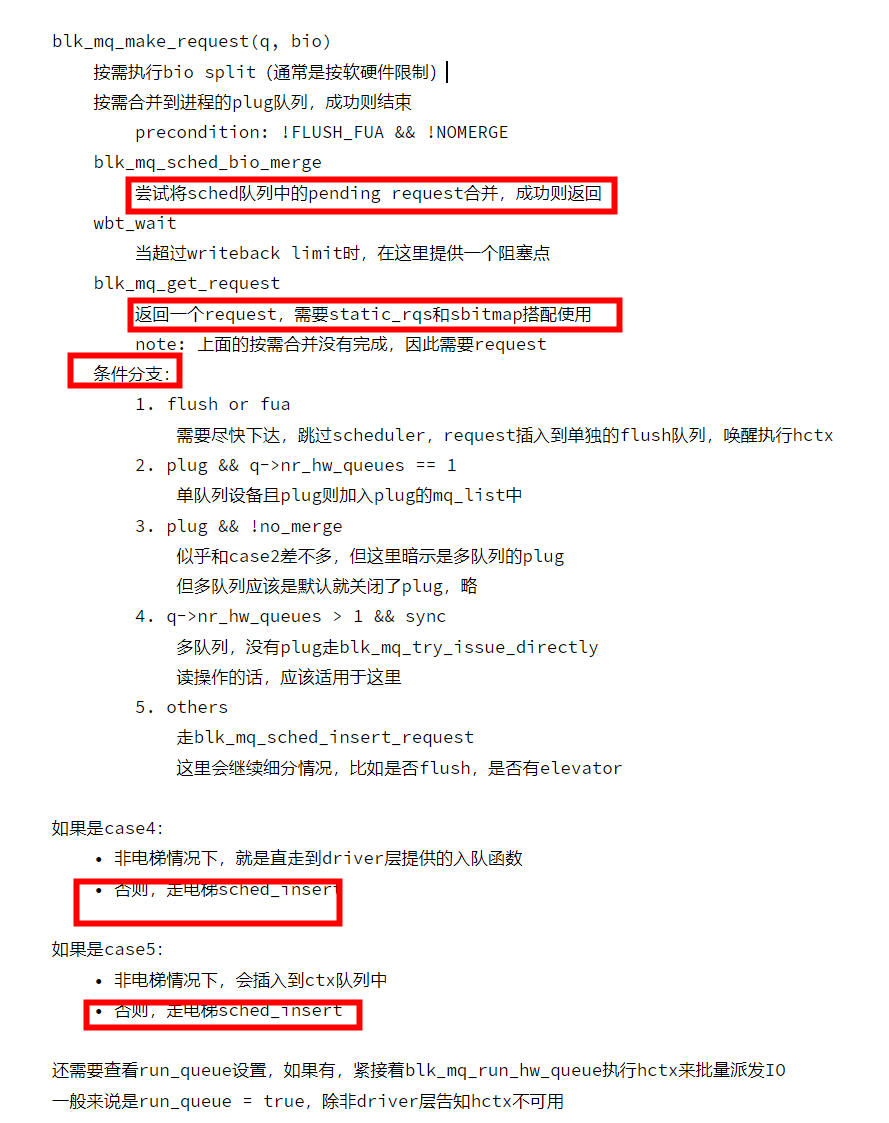 blk_mq_make_request(q, bio)
按需执行bio split（通常是按软硬件限制）
按需合并到进程的plug队列，成功则结束
precondition: !FLUSH_FUA && !NOMERGE
blk_mq_sched_bio_merge
尝试将sched队列中的pending request合并，成功则返回
wbt_wait
当超过writeback limit时，在这里提供一个阻塞点
blk_mq_get_request
返回一个request，需要static_rqs和sbitmap搭配使用
note: 上面的按需合并没有完成，因此需要request
条件分支：
1. flush or fua
需要尽快下达，跳过scheduler，request插入到单独的flush队列，唤醒执行hctx
2. plug && q->nr_hw_queues == 1
单队列设备且plug则加入plug的mq_list中
3. plug && !no_merge
似乎和case2差不多，但这里暗示是多队列的plug
但多队列应该是默认就关闭了plug，略
4. q->nr_hw_queues > 1 && sync
多队列，没有plug走blk_mq_try_issue_directly
读操作的话，应该适用于这里
5. others
走blk_mq_sched_insert_request
这里会继续细分情况，比如是否flush，是否有elevator
如果是case4：
• 非电梯情况下，就是直走到driver层提供的入队函数
• 否则，走电梯sched_insert
如果是case5：
• 非电梯情况下，会插入到ctx队列中
• 否则，走电梯sched_insert
还需要查看run_queue设置，如果有，紧接着blk_mq_run_hw_queue执行hctx来批量派发IO
一般来说是run_queue = true，除非driver层告知hctx不可用